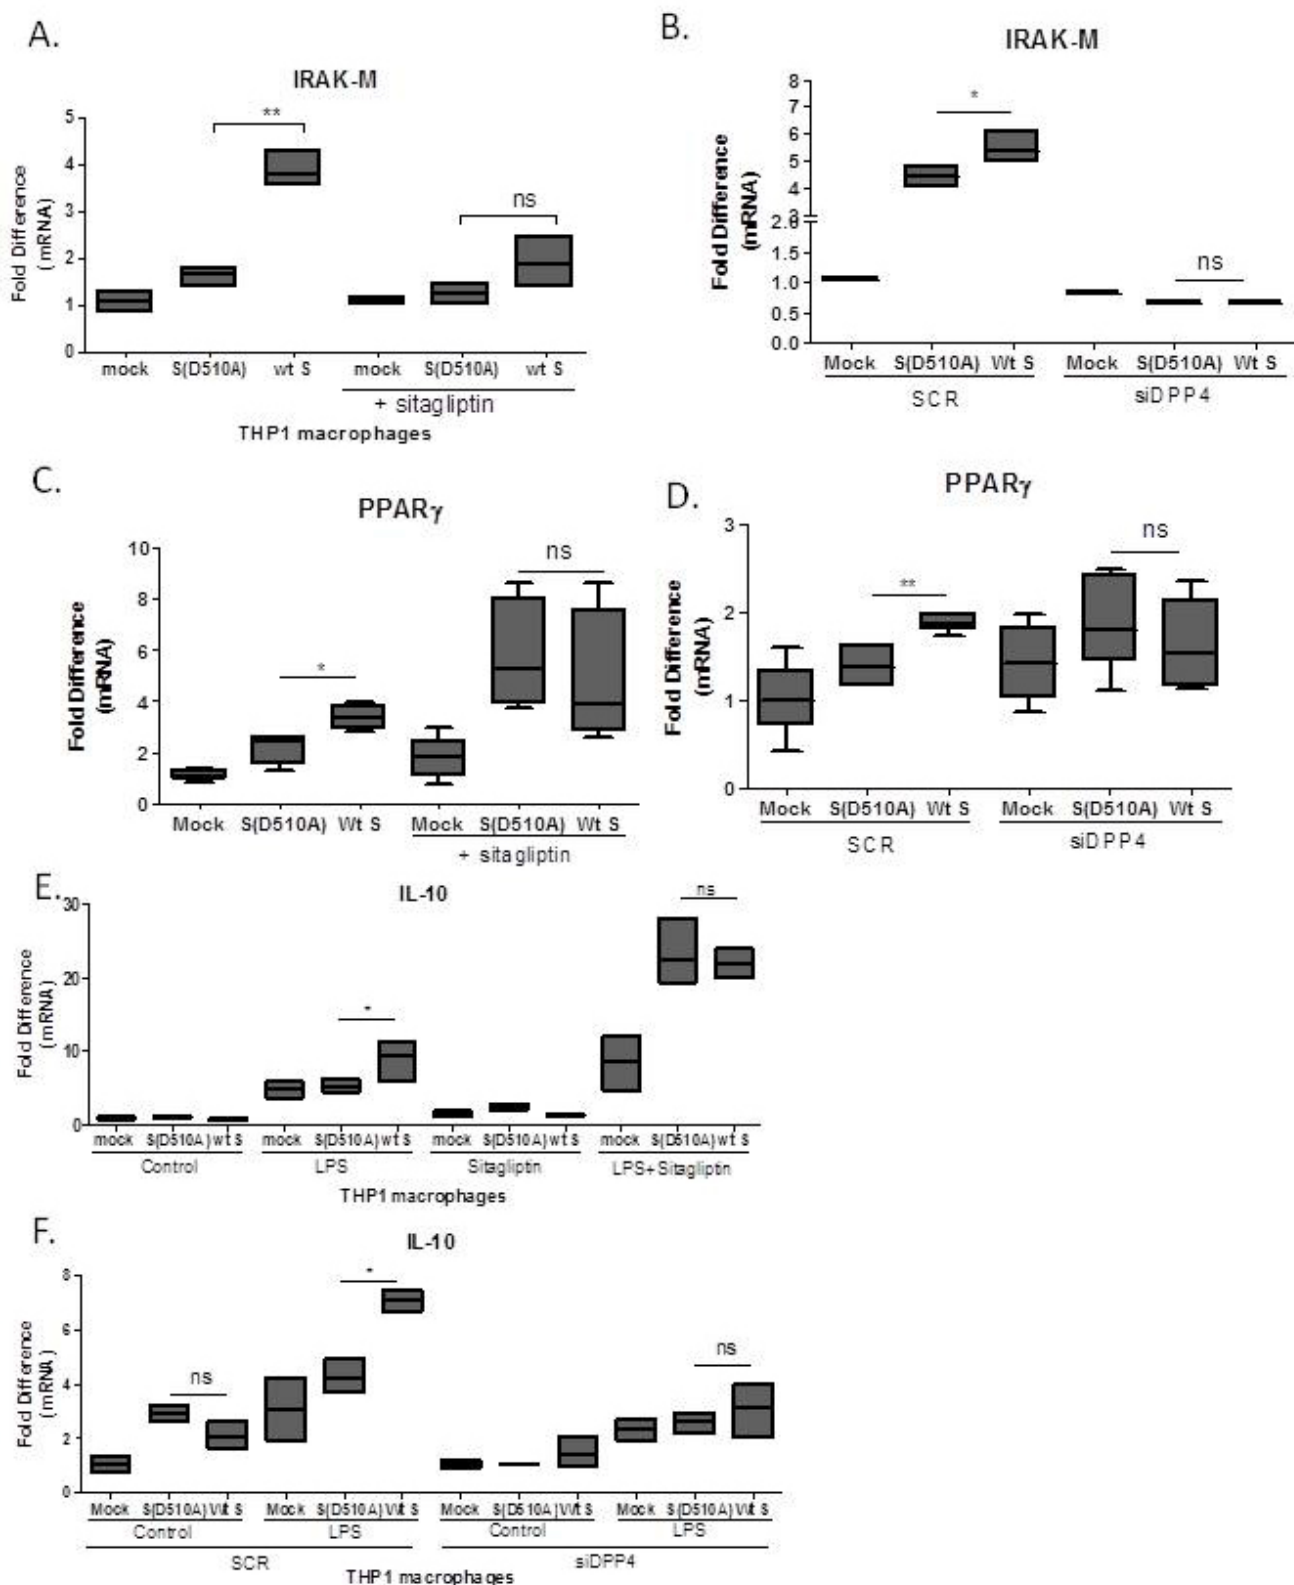 A.
IRAK-M
Fold Difference
(mRNA)
5
4
3
2
1
0
**
ns
mock S(D510A) wt S mock S(D510A) wt S
+ sitagliptin
THP1 macrophages
B.
IRAK-M
Fold Difference
(mRNA)
8
7
6
5
4
3
2.0
1.5
1.0
0.5
0.0
*
ns
Mock S(D510A) Wt S Mock S(D510A) Wt S
SCR siDPP4
C.
PPARγ
Fold Difference
(mRNA)
10
8
6
4
2
0
*
ns
Mock S(D510A) Wt S Mock S(D510A) Wt S
+ sitagliptin
D.
PPARγ
Fold Difference
(mRNA)
3
2
1
0
**
ns
Mock S(D510A) Wt S Mock S(D510A) Wt S
SCR siDPP4
E.
IL-10
Fold Difference
(mRNA)
30
20
10
0
*
ns
mock S(D510A) wt S mock S(D510A) wt S mock S(D510A) wt S mock S(D510A) wt S
Control LPS Sitagliptin LPS+Sitagliptin
THP1 macrophages
F.
IL-10
Fold Difference
(mRNA)
8
6
4
2
0
ns
*
ns
Mock S(D510A) Wt S Mock S(D510A) Wt S Mock S(D510A) Wt S Mock S(D510A) Wt S
Control LPS Control LPS
SCR siDPP4
THP1 macrophages